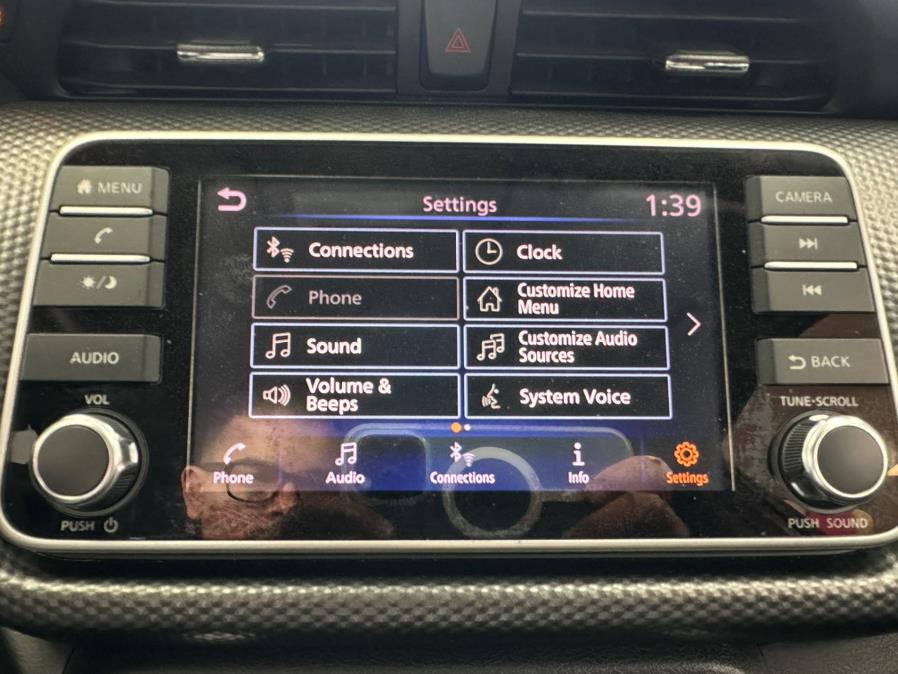 MENU
CAMERA
Settings
1:39
Connections
Clock
Phone
Customize Home
Menu
Sound
Customize Audio
Sources
Volume &
Beeps
System Voice
AUDIO
BACK
VOL
TUNE·SCROLL
Phone
Audio
Connections
Info
Settings
PUSH
PUSH SOUND